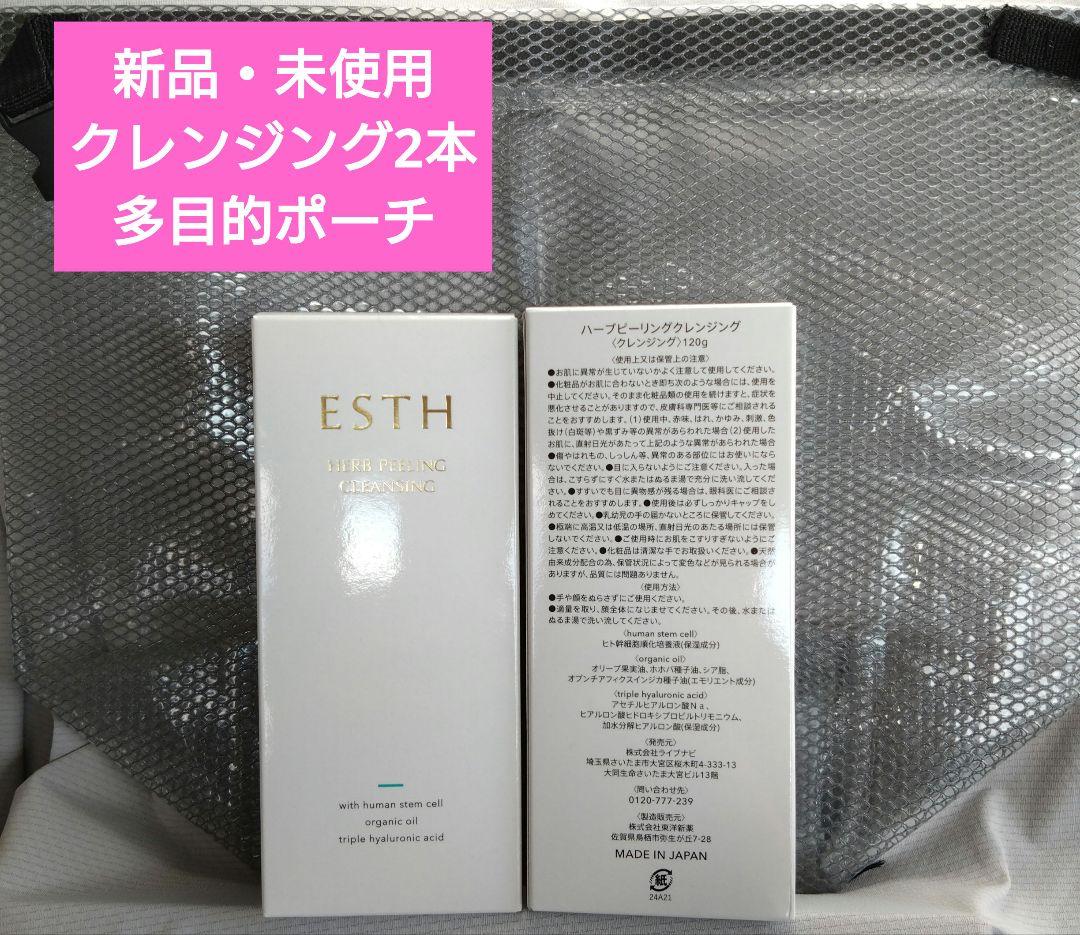 新品・未使用
クレンジング2本
多目的ポーチ
ESTH
HERB PEELING
CLEANSING
with human stem cell
organic oil
triple hyaluronic acid
ハーブピーリングクレンジング
〈クレンジング〉120g
〈使用上又は保管上の注意〉
●お肌に異常が生じていないかよく注意して使用してください。
●化粧品がお肌に合わないとき即ち次のような場合には、使用を
中止してください。そのまま化粧品類の使用を続けますと、症状を
悪化させることがありますので、皮膚科専門医等にご相談される
ことをおすすめします。(1)使用中、赤味、はれ、かゆみ、刺激、色
抜け(白斑等)や黒ずみ等の異常があらわれた場合(2)使用した
お肌に、直射日光があたって上記のような異常があらわれた場合
●傷やはれもの、しっしん等、異常のある部位にはお使いになら
ないでください。●目に入らないようにご注意ください。入った場
合は、こすらずにすぐ水またはぬるま湯で充分に洗い流してくだ
さい。●すすいでも目に異物感が残る場合は、眼科医にご相談さ
れることをおすすめします。●使用後は必ずしっかりキャップをし
めてください。●乳幼児の手の届かないところに保管してください。
●極端に高温又は低温の場所、直射日光のあたる場所には保管
しないでください。●ご使用時にお肌をこすりすぎないようにご
注意ください。●化粧品は清潔な手でお取扱いください。●天然
由来成分配合の為、保管状況によって変色などが見られる場合が
ありますが、品質には問題ありません。
〈使用方法〉
●手や顔をぬらさずにご使用ください。
●適量を取り、顔全体になじませてください。その後、水または
ぬるま湯で洗い流してください。
〈human stem cell〉
ヒト幹細胞順化培養液(保湿成分)
〈organic oil〉
オリーブ果実油、ホホバ種子油、シア脂、
オプンチアフィクスインジカ種子油(エモリエント成分)
〈triple hyaluronic acid〉
アセチルヒアルロン酸Na、
ヒアルロン酸ヒドロキシプロピルトリモニウム、
加水分解ヒアルロン酸(保湿成分)
〈発売元〉
株式会社ライブナビ
埼玉県さいたま市大宮区桜木町4-333-13
大同生命さいたま大宮ビル13階
〈問い合わせ先〉
0120-777-239
〈製造販売元〉
株式会社東洋新薬
佐賀県鳥栖市弥生が丘7-28
MADE IN JAPAN
紙
24A21